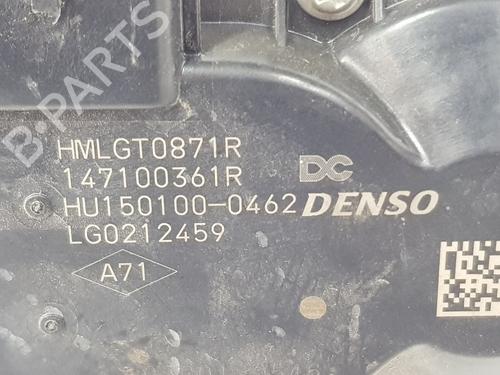 B-PARTS
HMLGT0871R
147100361R
HU150100-0462
LG0212459
A71
DC
DENSO